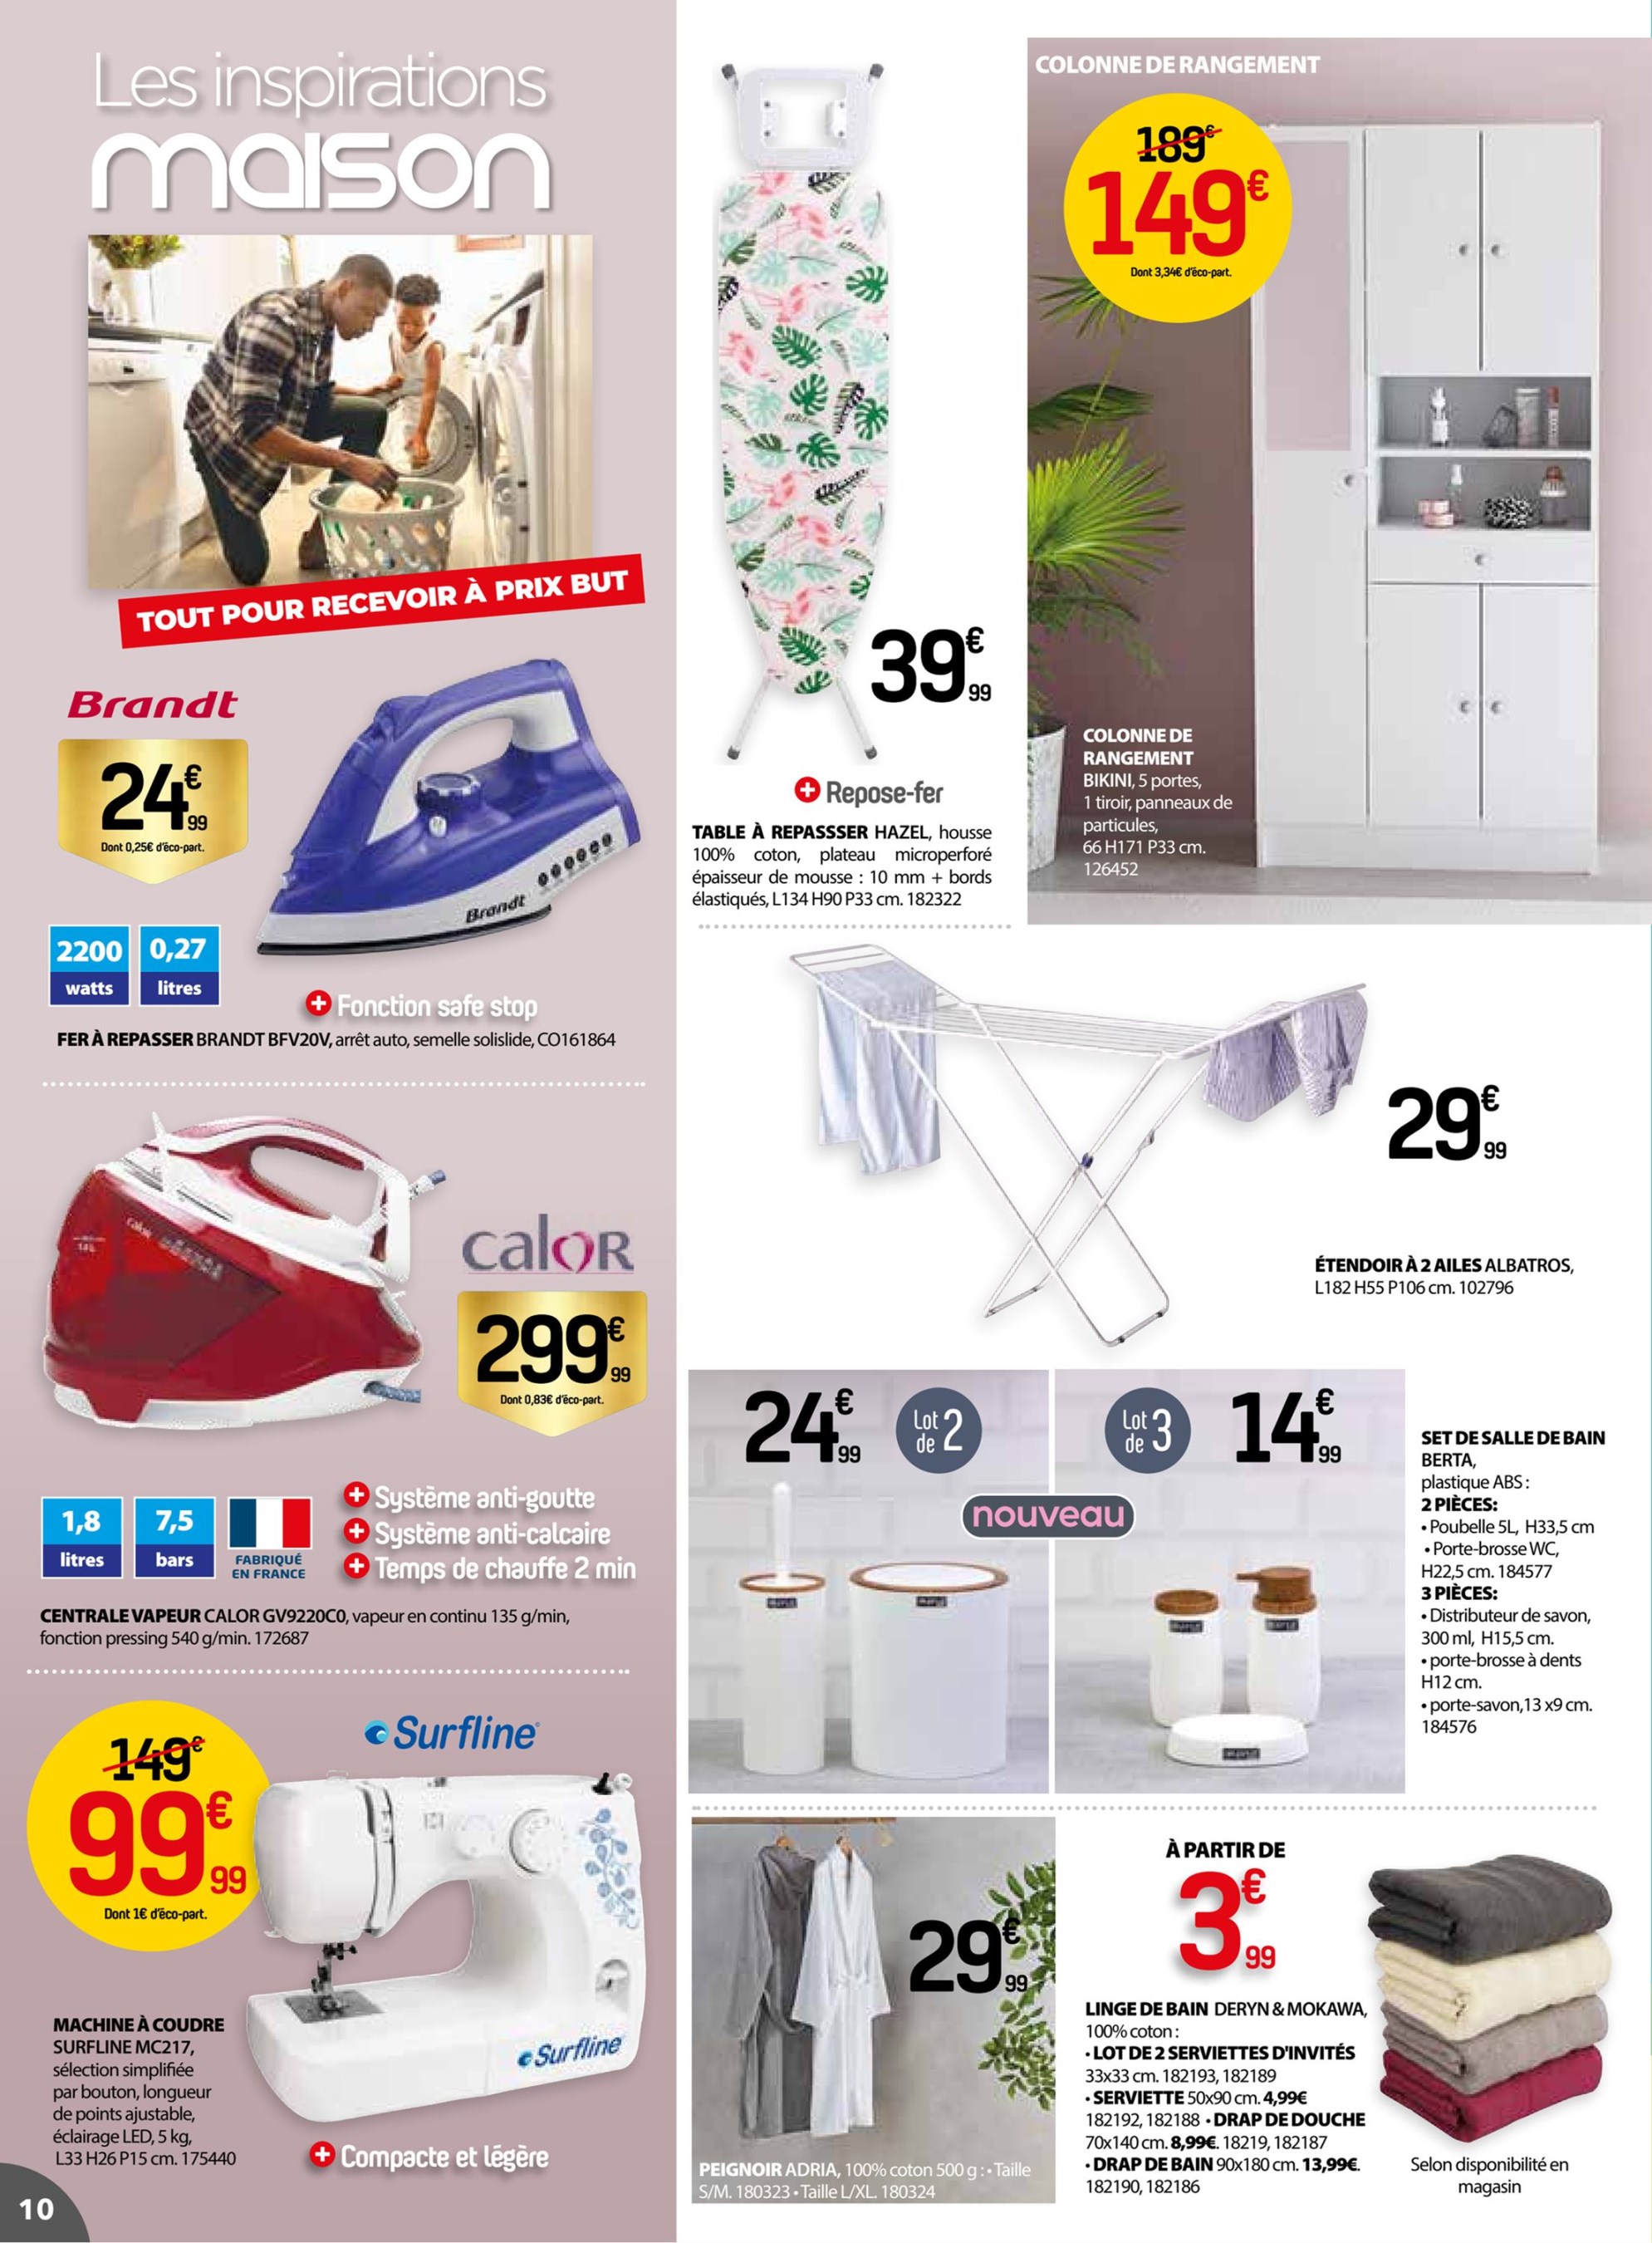 Les inspirations
maison
TOUT POUR RECEVOIR À PRIX BUT
Brandt
24€99
Dont 0,25€ d'éco-part.
Brandt
2200 watts
0,27 litres
+ Fonction safe stop
FER À REPASSER BRANDT BFV20V, arrêt auto, semelle solislide, CO161864
calor
299€99
Dont 0,83€ d'éco-part.
1,8 litres
7,5 bars
FABRIQUÉ
EN FRANCE
+ Système anti-goutte
+ Système anti-calcaire
+ Temps de chauffe 2 min
CENTRALE VAPEUR CALOR GV9220C0, vapeur en continu 135 g/min,
fonction pressing 540 g/min. 172687
149€
99€99
Dont 1€ d'éco-part.
Surfline
Surfline
MACHINE À COUDRE
SURFLINE MC217,
sélection simplifiée
par bouton, longueur
de points ajustable,
éclairage LED, 5 kg,
L33 H26 P15 cm. 175440
+ Compacte et légère
10
39€99
+ Repose-fer
TABLE À REPASSSER HAZEL, housse
100% coton, plateau microperforé
épaisseur de mousse : 10 mm + bords
élastiqués, L134 H90 P33 cm. 182322
COLONNE DE RANGEMENT
189€
149€
Dont 3,34€ d'éco-part.
COLONNE DE
RANGEMENT
BIKINI, 5 portes,
1 tiroir, panneaux de
particules,
66 H171 P33 cm.
126452
29€99
ÉTENDOIR À 2 AILES ALBATROS,
L182 H55 P106 cm. 102796
24€99
Lot de 2
Lot de 3
14€99
nouveau
SET DE SALLE DE BAIN
BERTA,
plastique ABS :
2 PIÈCES:
• Poubelle 5L, H33,5 cm
• Porte-brosse WC,
H22,5 cm. 184577
3 PIÈCES:
• Distributeur de savon,
300 ml, H15,5 cm.
• porte-brosse à dents
H12 cm.
• porte-savon,13 x9 cm.
184576
29€99
PEIGNOIR ADRIA, 100% coton 500 g : • Taille
S/M. 180323 • Taille L/XL. 180324
À PARTIR DE
3€99
LINGE DE BAIN DERYN & MOKAWA,
100% coton :
• LOT DE 2 SERVIETTES D'INVITÉS
33x33 cm. 182193, 182189
• SERVIETTE 50x90 cm. 4,99€
182192, 182188 • DRAP DE DOUCHE
70x140 cm. 8,99€. 18219, 182187
• DRAP DE BAIN 90x180 cm. 13,99€.
182190, 182186
Selon disponibilité en
magasin